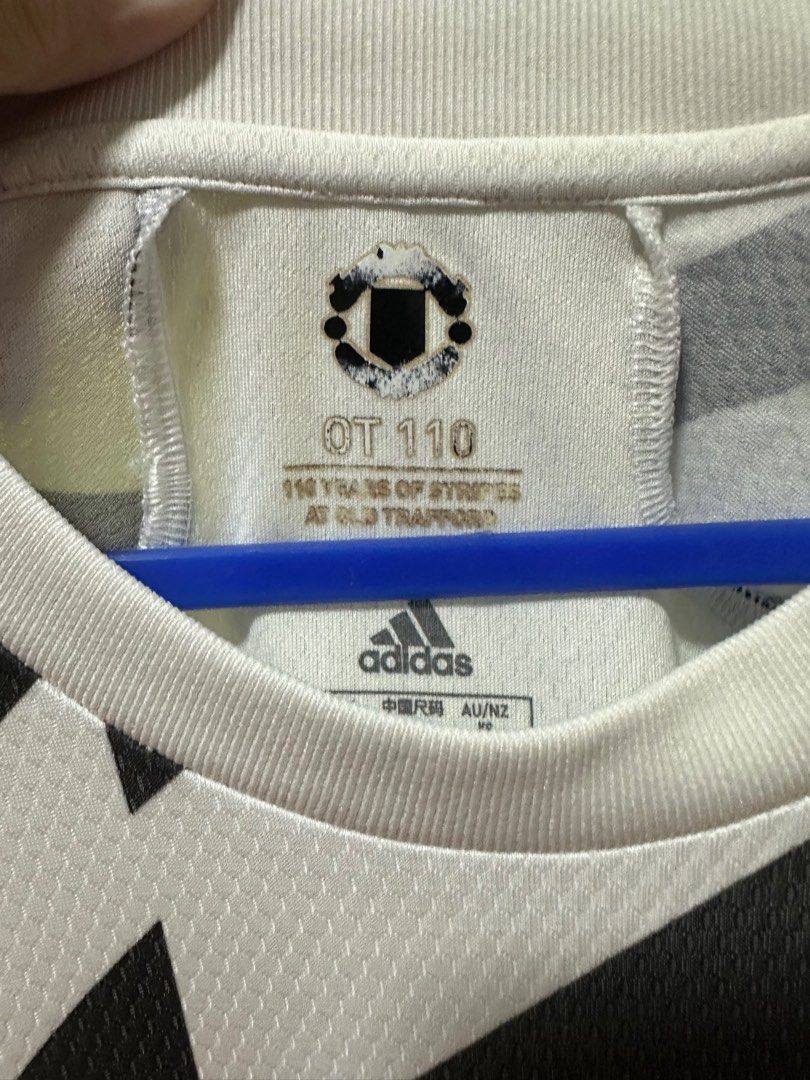 OT 110
110 YEARS OF STRIPES
AT OLD TRAFFORD
adidas
中国尺码 AU/NZ